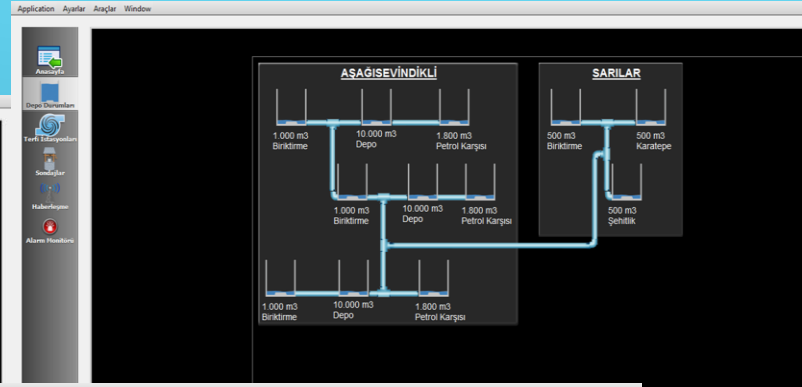 Application Ayarlar Araçlar Window
Anasayfa
Depo Durumları
Terfi İstasyonları
Sondajlar
Haberleşme
Alarm Monitörü
AŞAĞISEVİNDİKLİ
1.000 m3
Biriktirme
10.000 m3
Depo
1.800 m3
Petrol Karşısı
1.000 m3
Biriktirme
10.000 m3
Depo
1.800 m3
Petrol Karşısı
1.000 m3
Biriktirme
10.000 m3
Depo
1.800 m3
Petrol Karşısı
SARILAR
500 m3
Biriktirme
500 m3
Karatepe
500 m3
Şehitlik